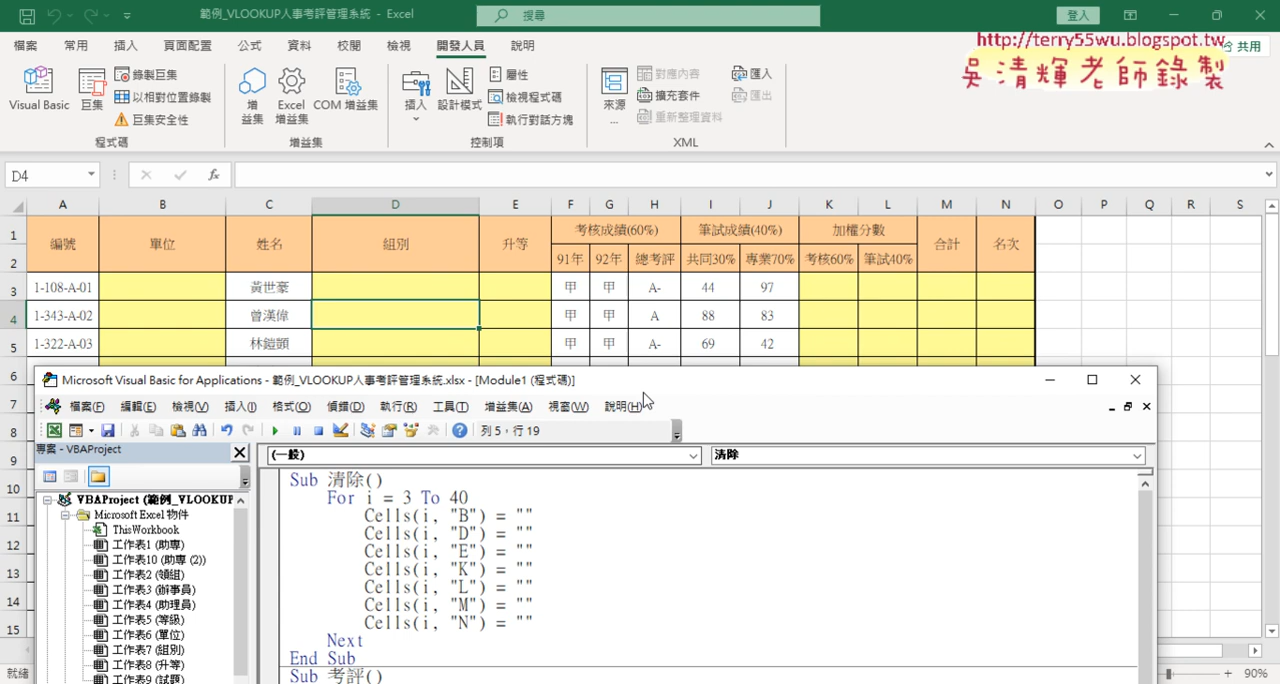 範例_VLOOKUP人事考評管理系統 - Excel
搜尋
登入
http://terry55wu.blogspot.tw
吳清輝老師錄製
檔案 常用 插入 頁面配置 公式 資料 校閱 檢視 開發人員 說明 共用
Visual Basic 巨集 錄製巨集 以相對位置錄製 巨集安全性
增益集 Excel 增益集 COM 增益集
插入 設計模式 屬性 檢視程式碼 執行對話方塊
來源 ... 對應內容 擴充套件 重新整理資料 匯入 匯出
程式碼 增益集 控制項 XML
D4 fx
A B C D E F G H I J K L M N O P Q R S
1 編號 單位 姓名 組別 升等 考核成績(60%) 筆試成績(40%) 加權分數 合計 名次
2 91年 92年 總考評 共同30% 專業70% 考核60% 筆試40%
3 1-108-A-01 黃世豪 甲 甲 A- 44 97
4 1-343-A-02 曾漢偉 甲 甲 A 88 83
5 1-322-A-03 林鎧顗 甲 甲 A- 69 42
6
7
8
9
10
11
12
13
14
15
Microsoft Visual Basic for Applications - 範例_VLOOKUP人事考評管理系統.xlsx - [Module1 (程式碼)]
檔案(F) 編輯(E) 檢視(V) 插入(I) 格式(O) 偵錯(D) 執行(R) 工具(T) 增益集(A) 視窗(W) 說明(H)
列 5，行 19
專案 - VBAProject
(一般) 清除
VBAProject (範例_VLOOKUP
Microsoft Excel 物件
ThisWorkbook
工作表1 (助專)
工作表10 (助專 (2))
工作表2 (領組)
工作表3 (辦事員)
工作表4 (助理員)
工作表5 (等級)
工作表6 (單位)
工作表7 (組別)
工作表8 (升等)
工作表9 (試題)
Sub 清除()
For i = 3 To 40
Cells(i, "B") = ""
Cells(i, "D") = ""
Cells(i, "E") = ""
Cells(i, "K") = ""
Cells(i, "L") = ""
Cells(i, "M") = ""
Cells(i, "N") = ""
Next
End Sub
Sub 考評()
就緒
90%